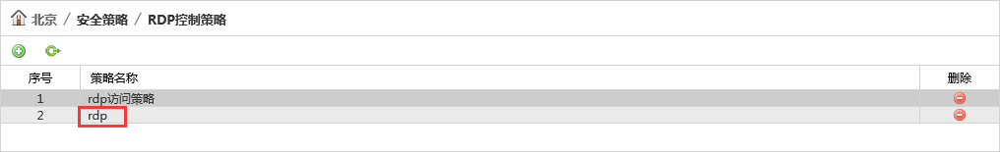 北京 / 安全策略 / RDP控制策略
序号 策略名称 删除
1 rdp访问策略
2 rdp